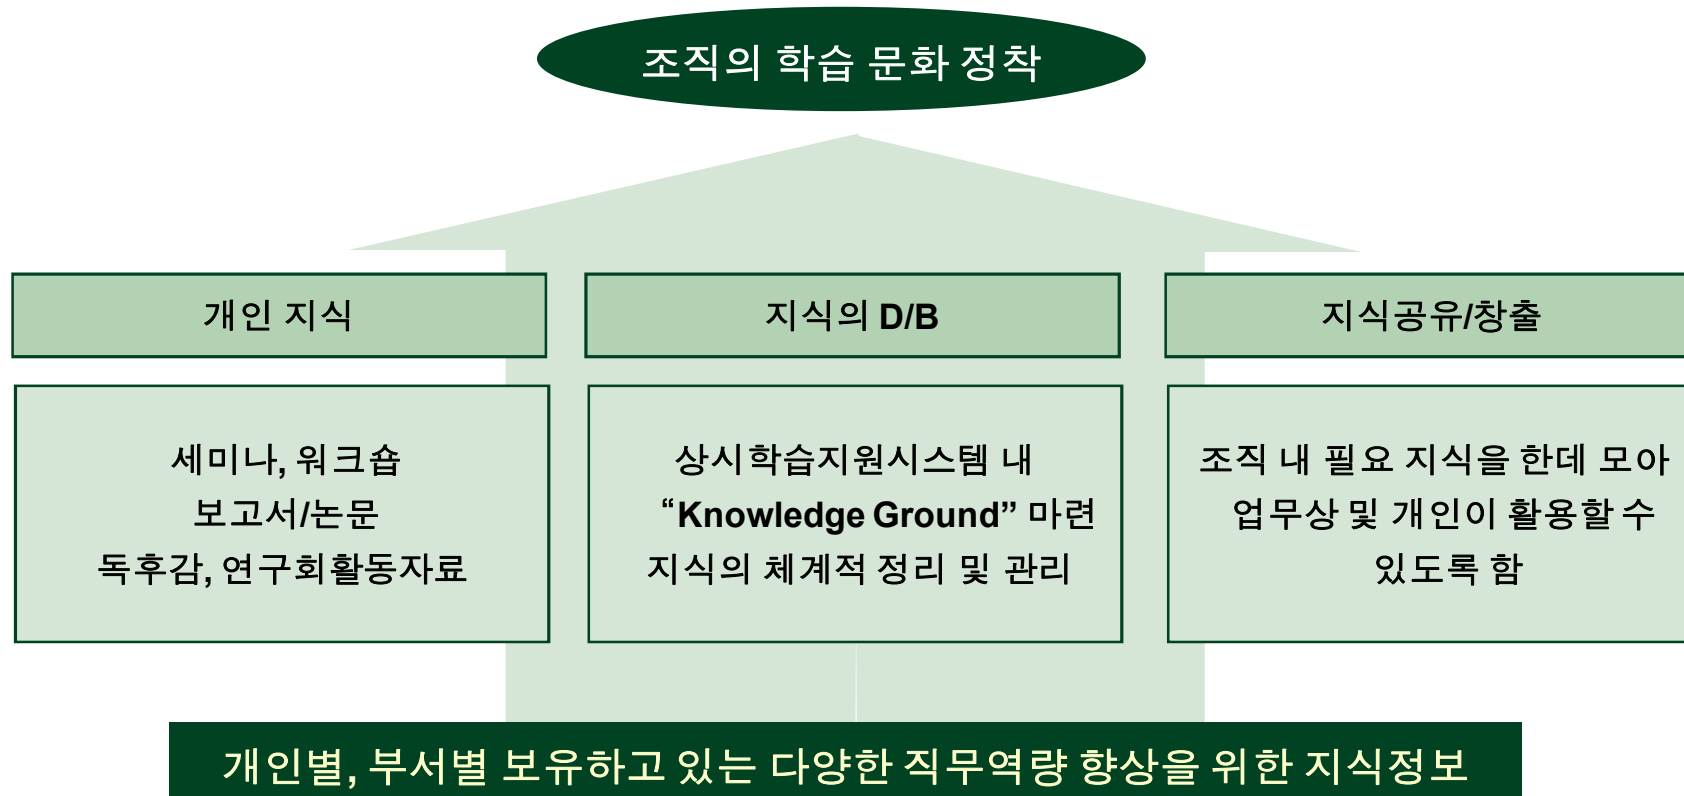 조직의 학습 문화 정착
개인 지식
지식의 D/B
지식공유/창출
세미나, 워크숍
보고서/논문
독후감, 연구회활동자료
상시학습지원시스템 내
“Knowledge Ground” 마련
지식의 체계적 정리 및 관리
조직 내 필요 지식을 한데 모아
업무상 및 개인이 활용할 수
있도록 함
개인별, 부서별 보유하고 있는 다양한 직무역량 향상을 위한 지식정보